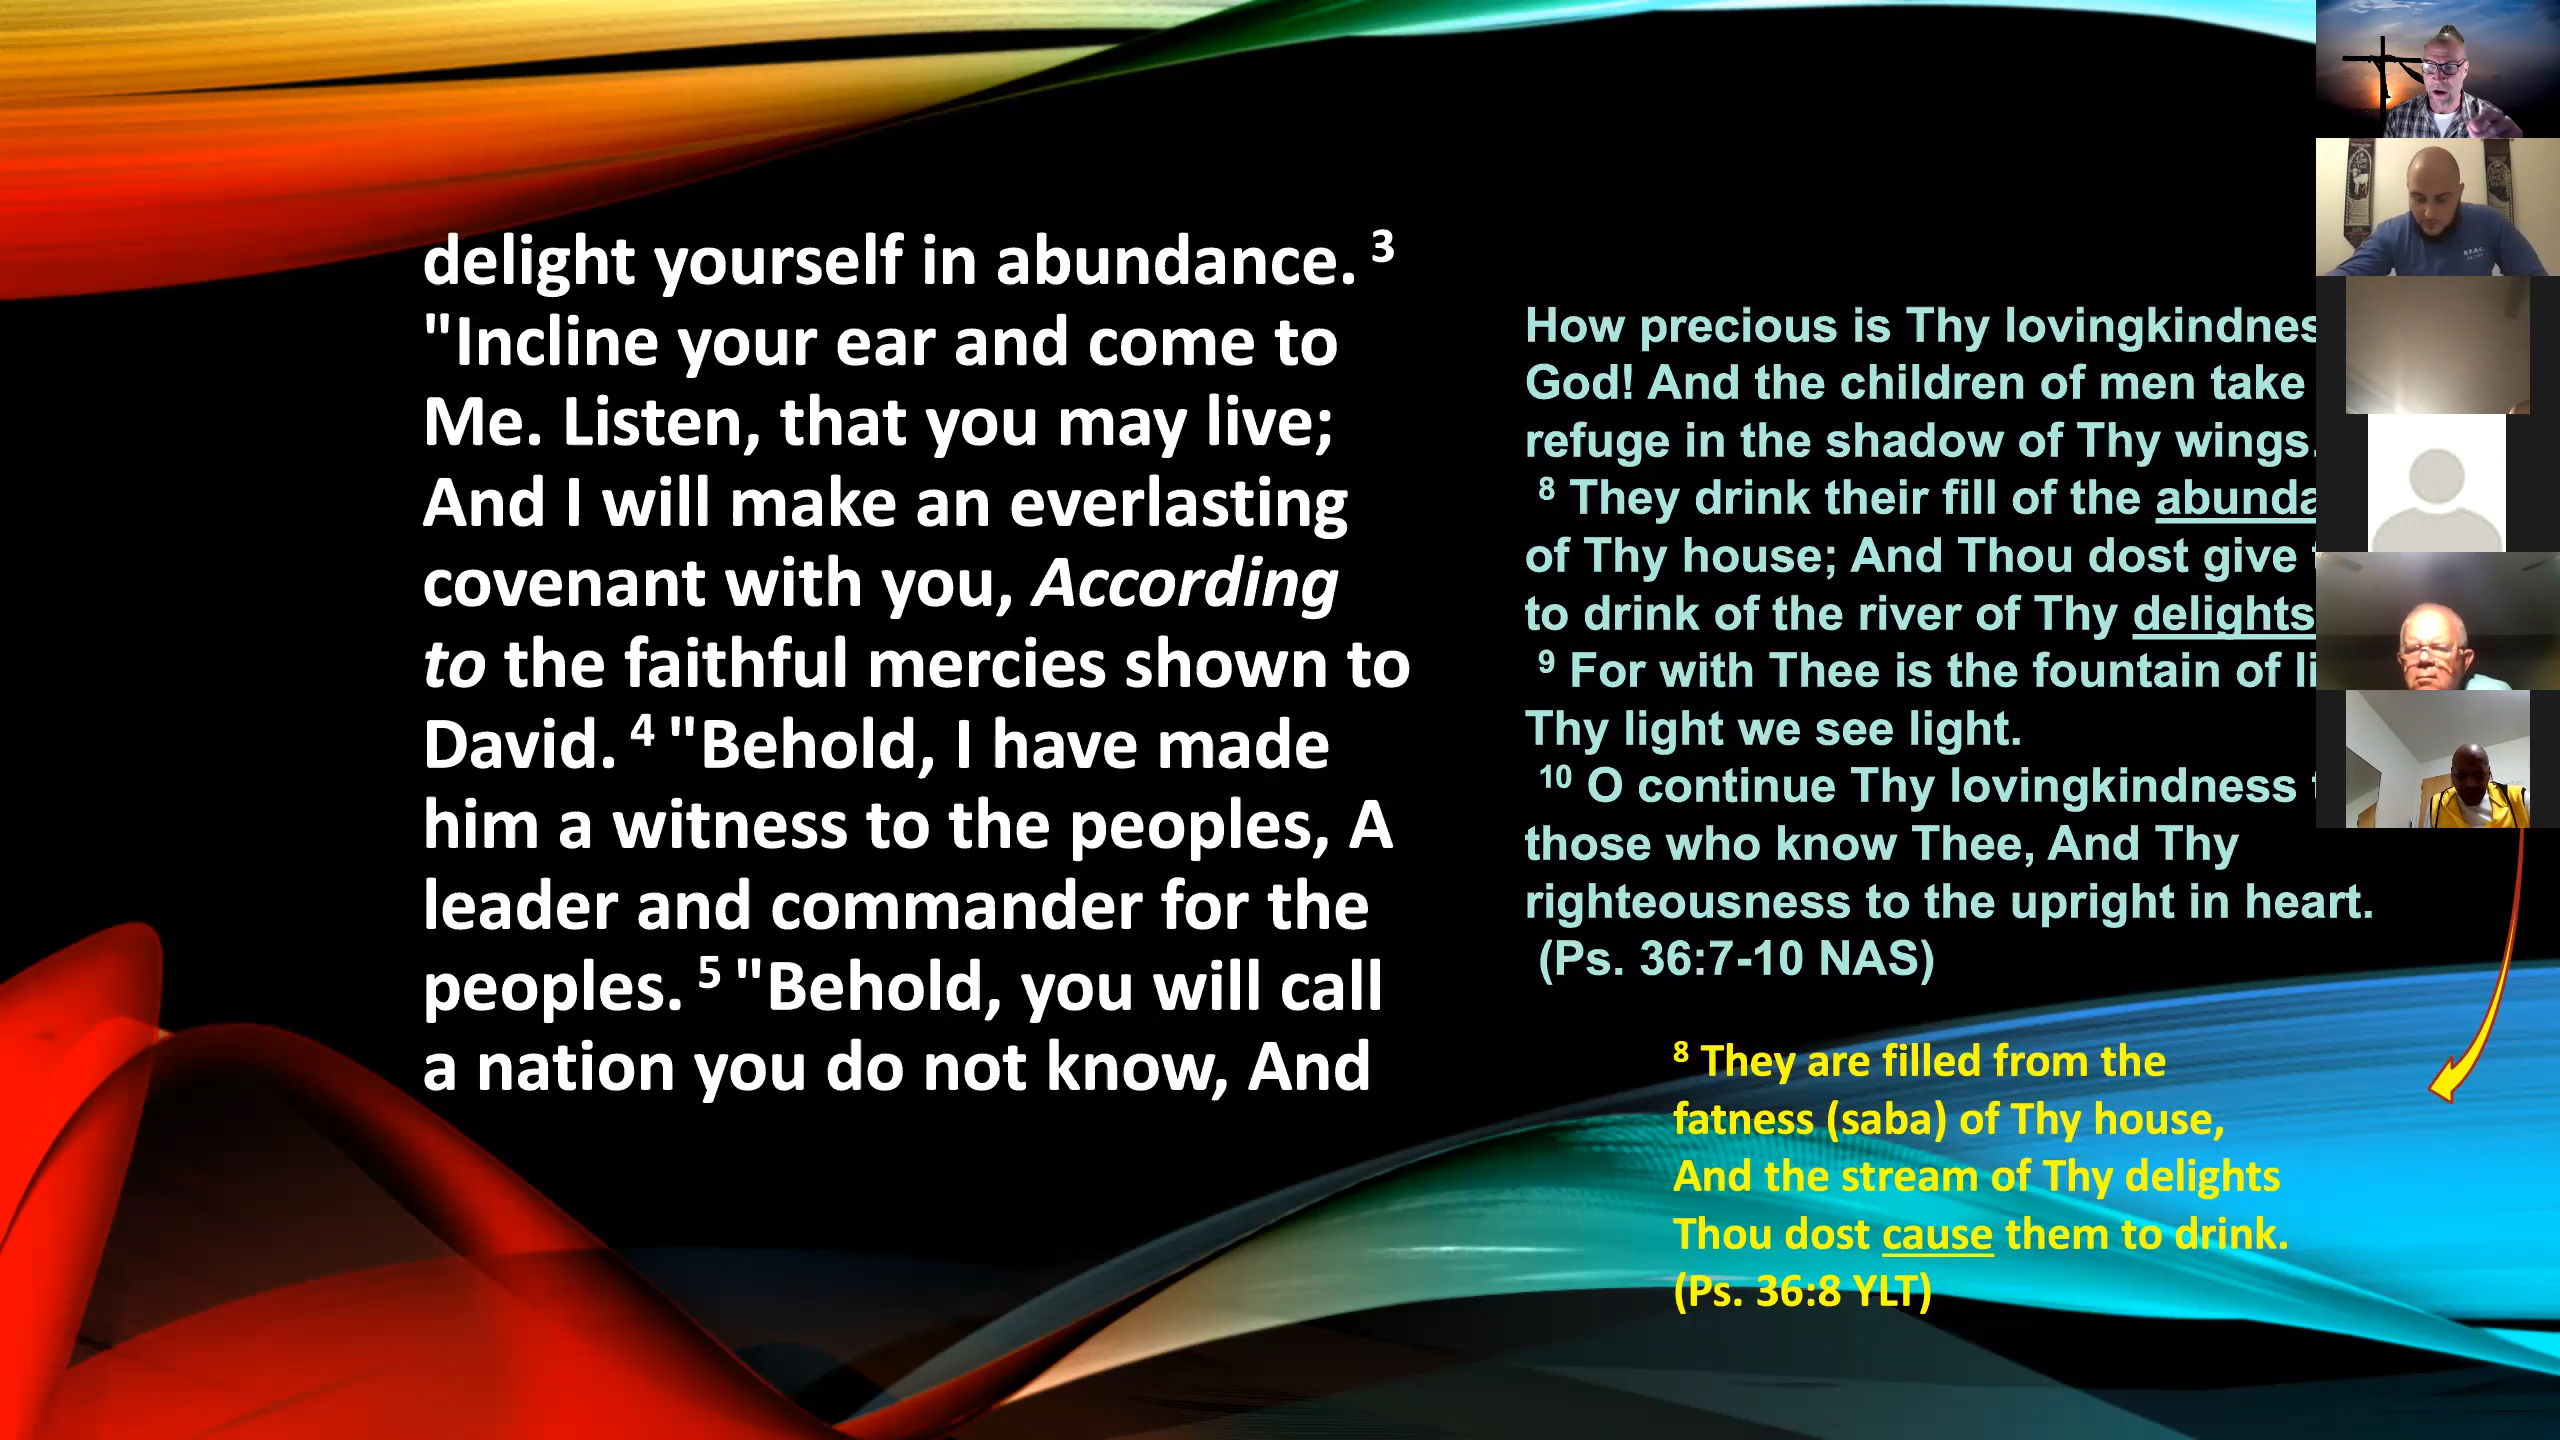 delight yourself in abundance. 3
"Incline your ear and come to
Me. Listen, that you may live;
And I will make an everlasting
covenant with you, According
to the faithful mercies shown to
David. 4 "Behold, I have made
him a witness to the peoples, A
leader and commander for the
peoples. 5 "Behold, you will call
a nation you do not know, And
How precious is Thy
God! And the children of men take
refuge in the shadow of Thy wings.
8 They drink their fill of the
of Thy house; And Thou dost give
to drink of the river of Thy delights
9 For with Thee is the fountain of
Thy light we see light.
10 O continue Thy lovingkindness
those who know Thee, And Thy
righteousness to the upright in heart.
(Ps. 36:7-10 NAS)
8 They are filled from the
fatness (saba) of Thy house,
And the stream of Thy delights
Thou dost cause them to drink.
(Ps. 36:8 YLT)